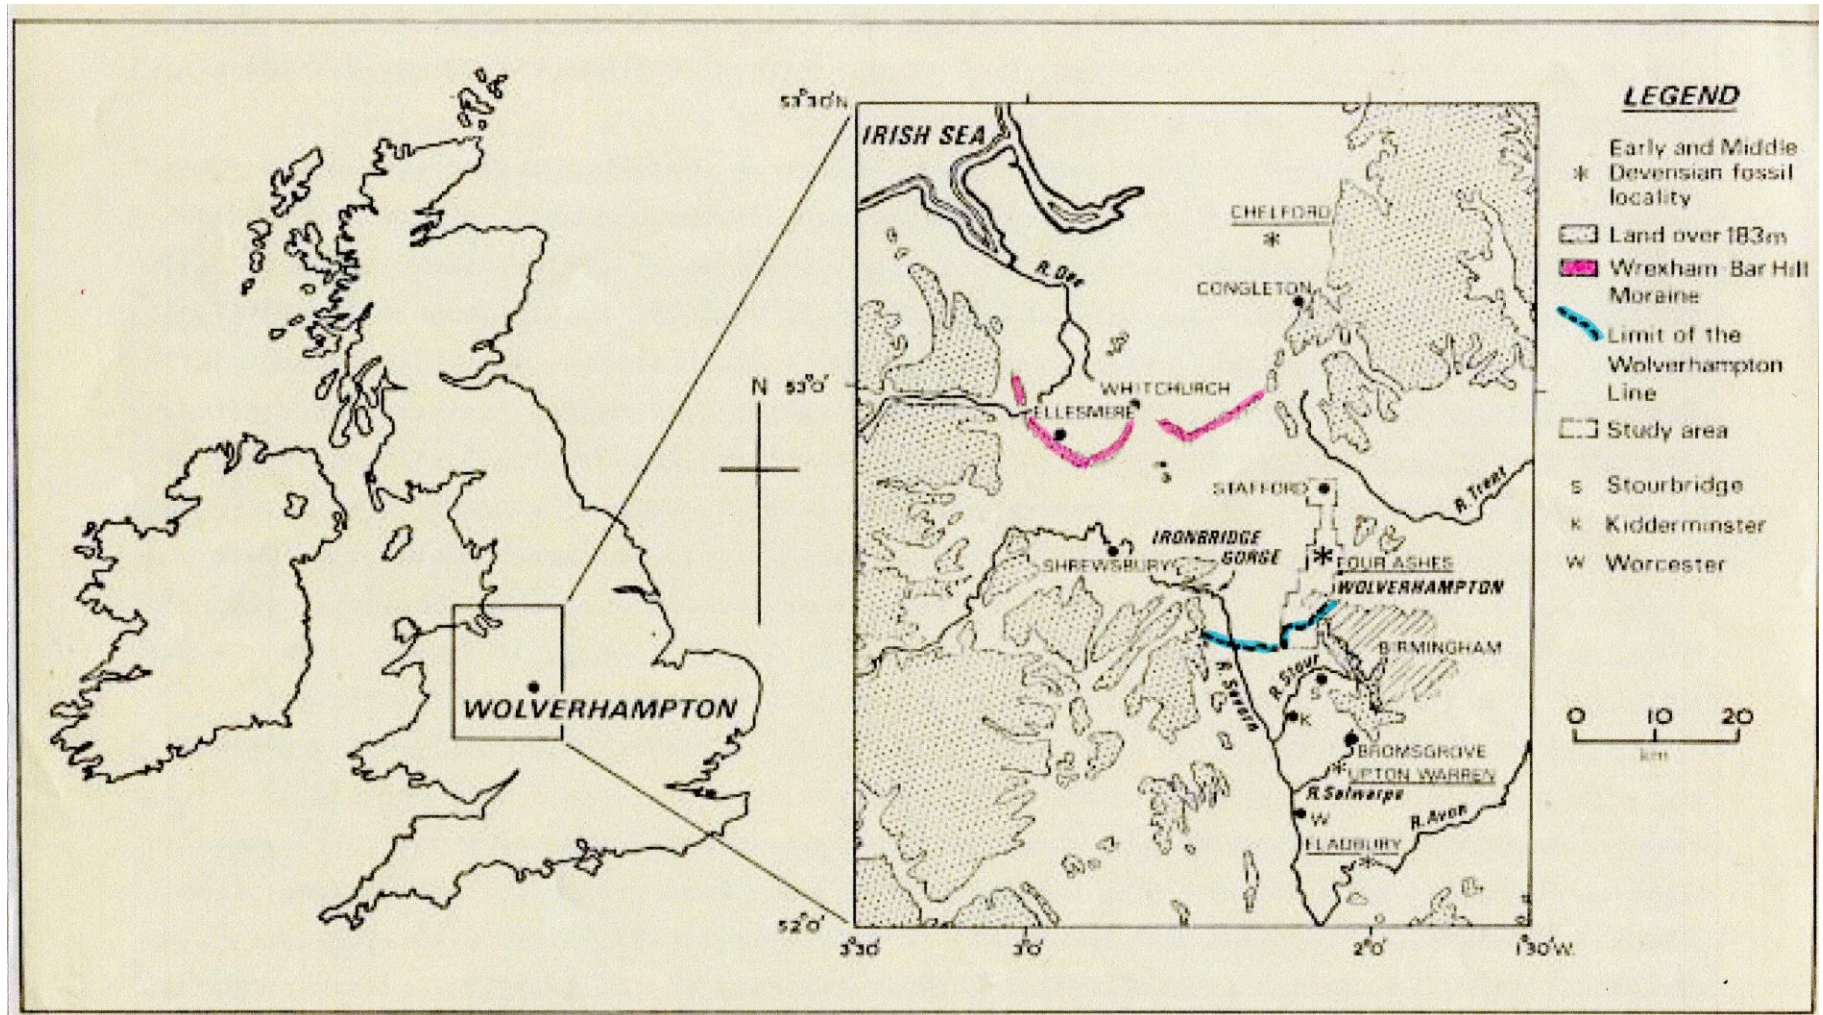 WOLVERHAMPTON
N
53°30'N
53°0'
52°0'
3°30'
3°0'
2°0'
1°30'W.
IRISH SEA
CHELFORD
R. Dee
CONGLETON
WHITCHURCH
ELLESMERE
STAFFORD
R. Trent
IRONBRIDGE
GORGE
SHREWSBURY
FOUR ASHES
WOLVERHAMPTON
BIRMINGHAM
R. Stour
S
R. Severn
K
BROMSGROVE
UPTON WARREN
R. Salwarpe
W
R. Avon
FLADBURY
LEGEND
Early and Middle
* Devensian fossil
locality
Land over 183m
Wrexham-Bar Hill
Moraine
Limit of the
Wolverhampton
Line
Study area
S Stourbridge
K Kidderminster
W Worcester
0 10 20
km